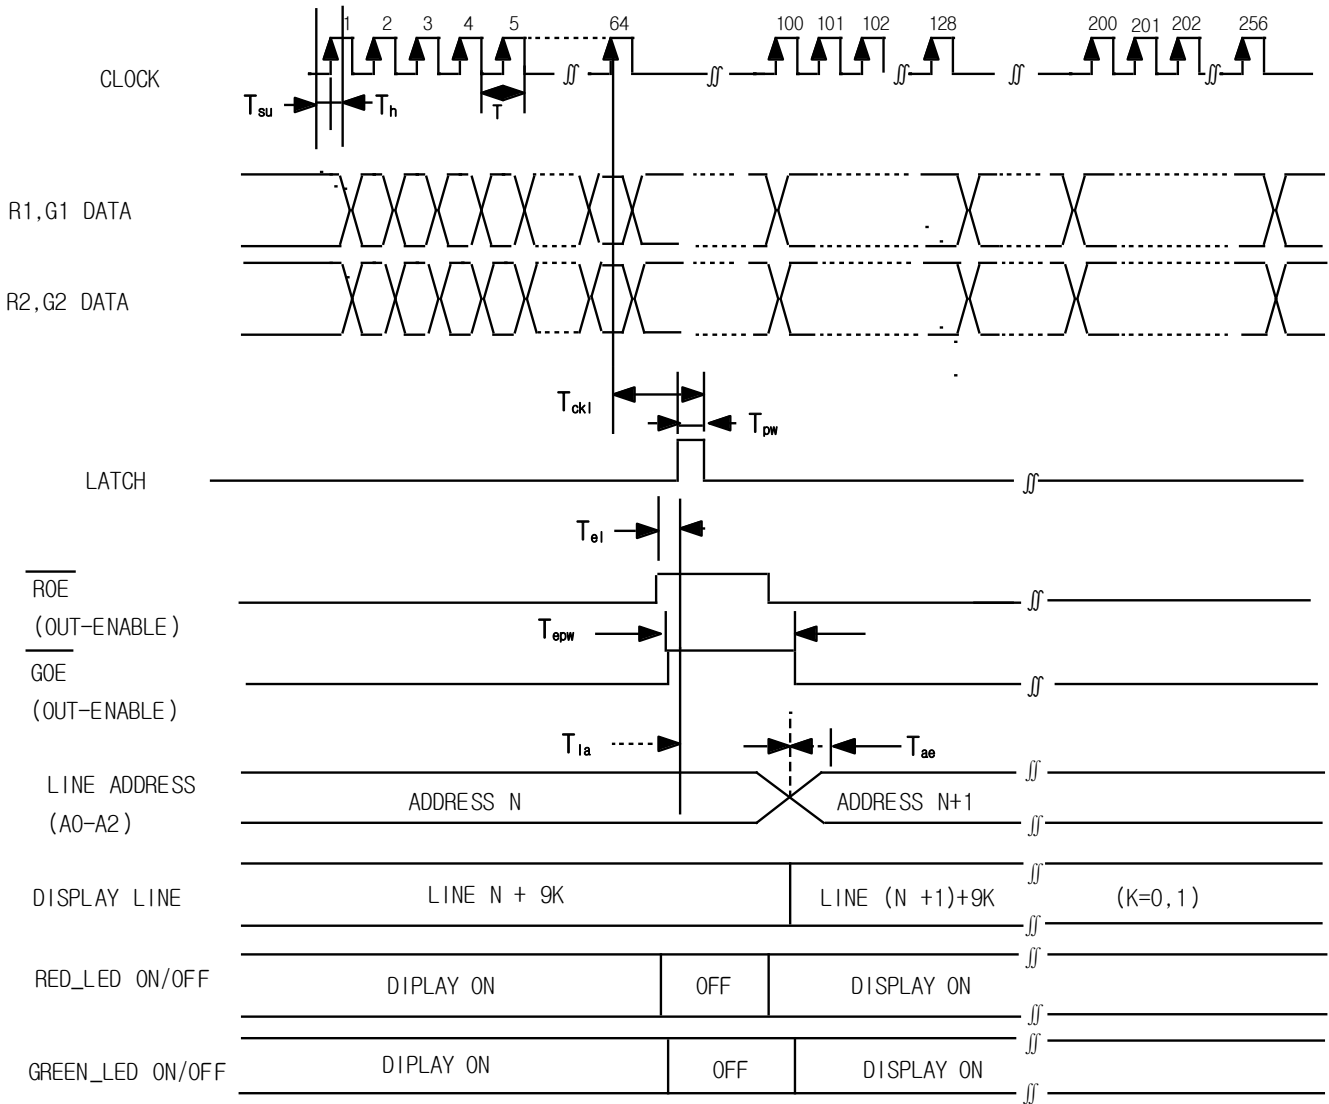 1 2 3 4 5 64 100 101 102 128 200 201 202 256
CLOCK
Tsu Th T
R1,G1 DATA
R2,G2 DATA
Tckl
Tpw
LATCH
Tel
ROE
(OUT-ENABLE)
Tepw
GOE
(OUT-ENABLE)
Tla Tae
LINE ADDRESS
(A0-A2)
ADDRESS N ADDRESS N+1
DISPLAY LINE LINE N + 9K LINE (N +1)+9K (K=0,1)
RED_LED ON/OFF DIPLAY ON OFF DISPLAY ON
GREEN_LED ON/OFF DIPLAY ON OFF DISPLAY ON